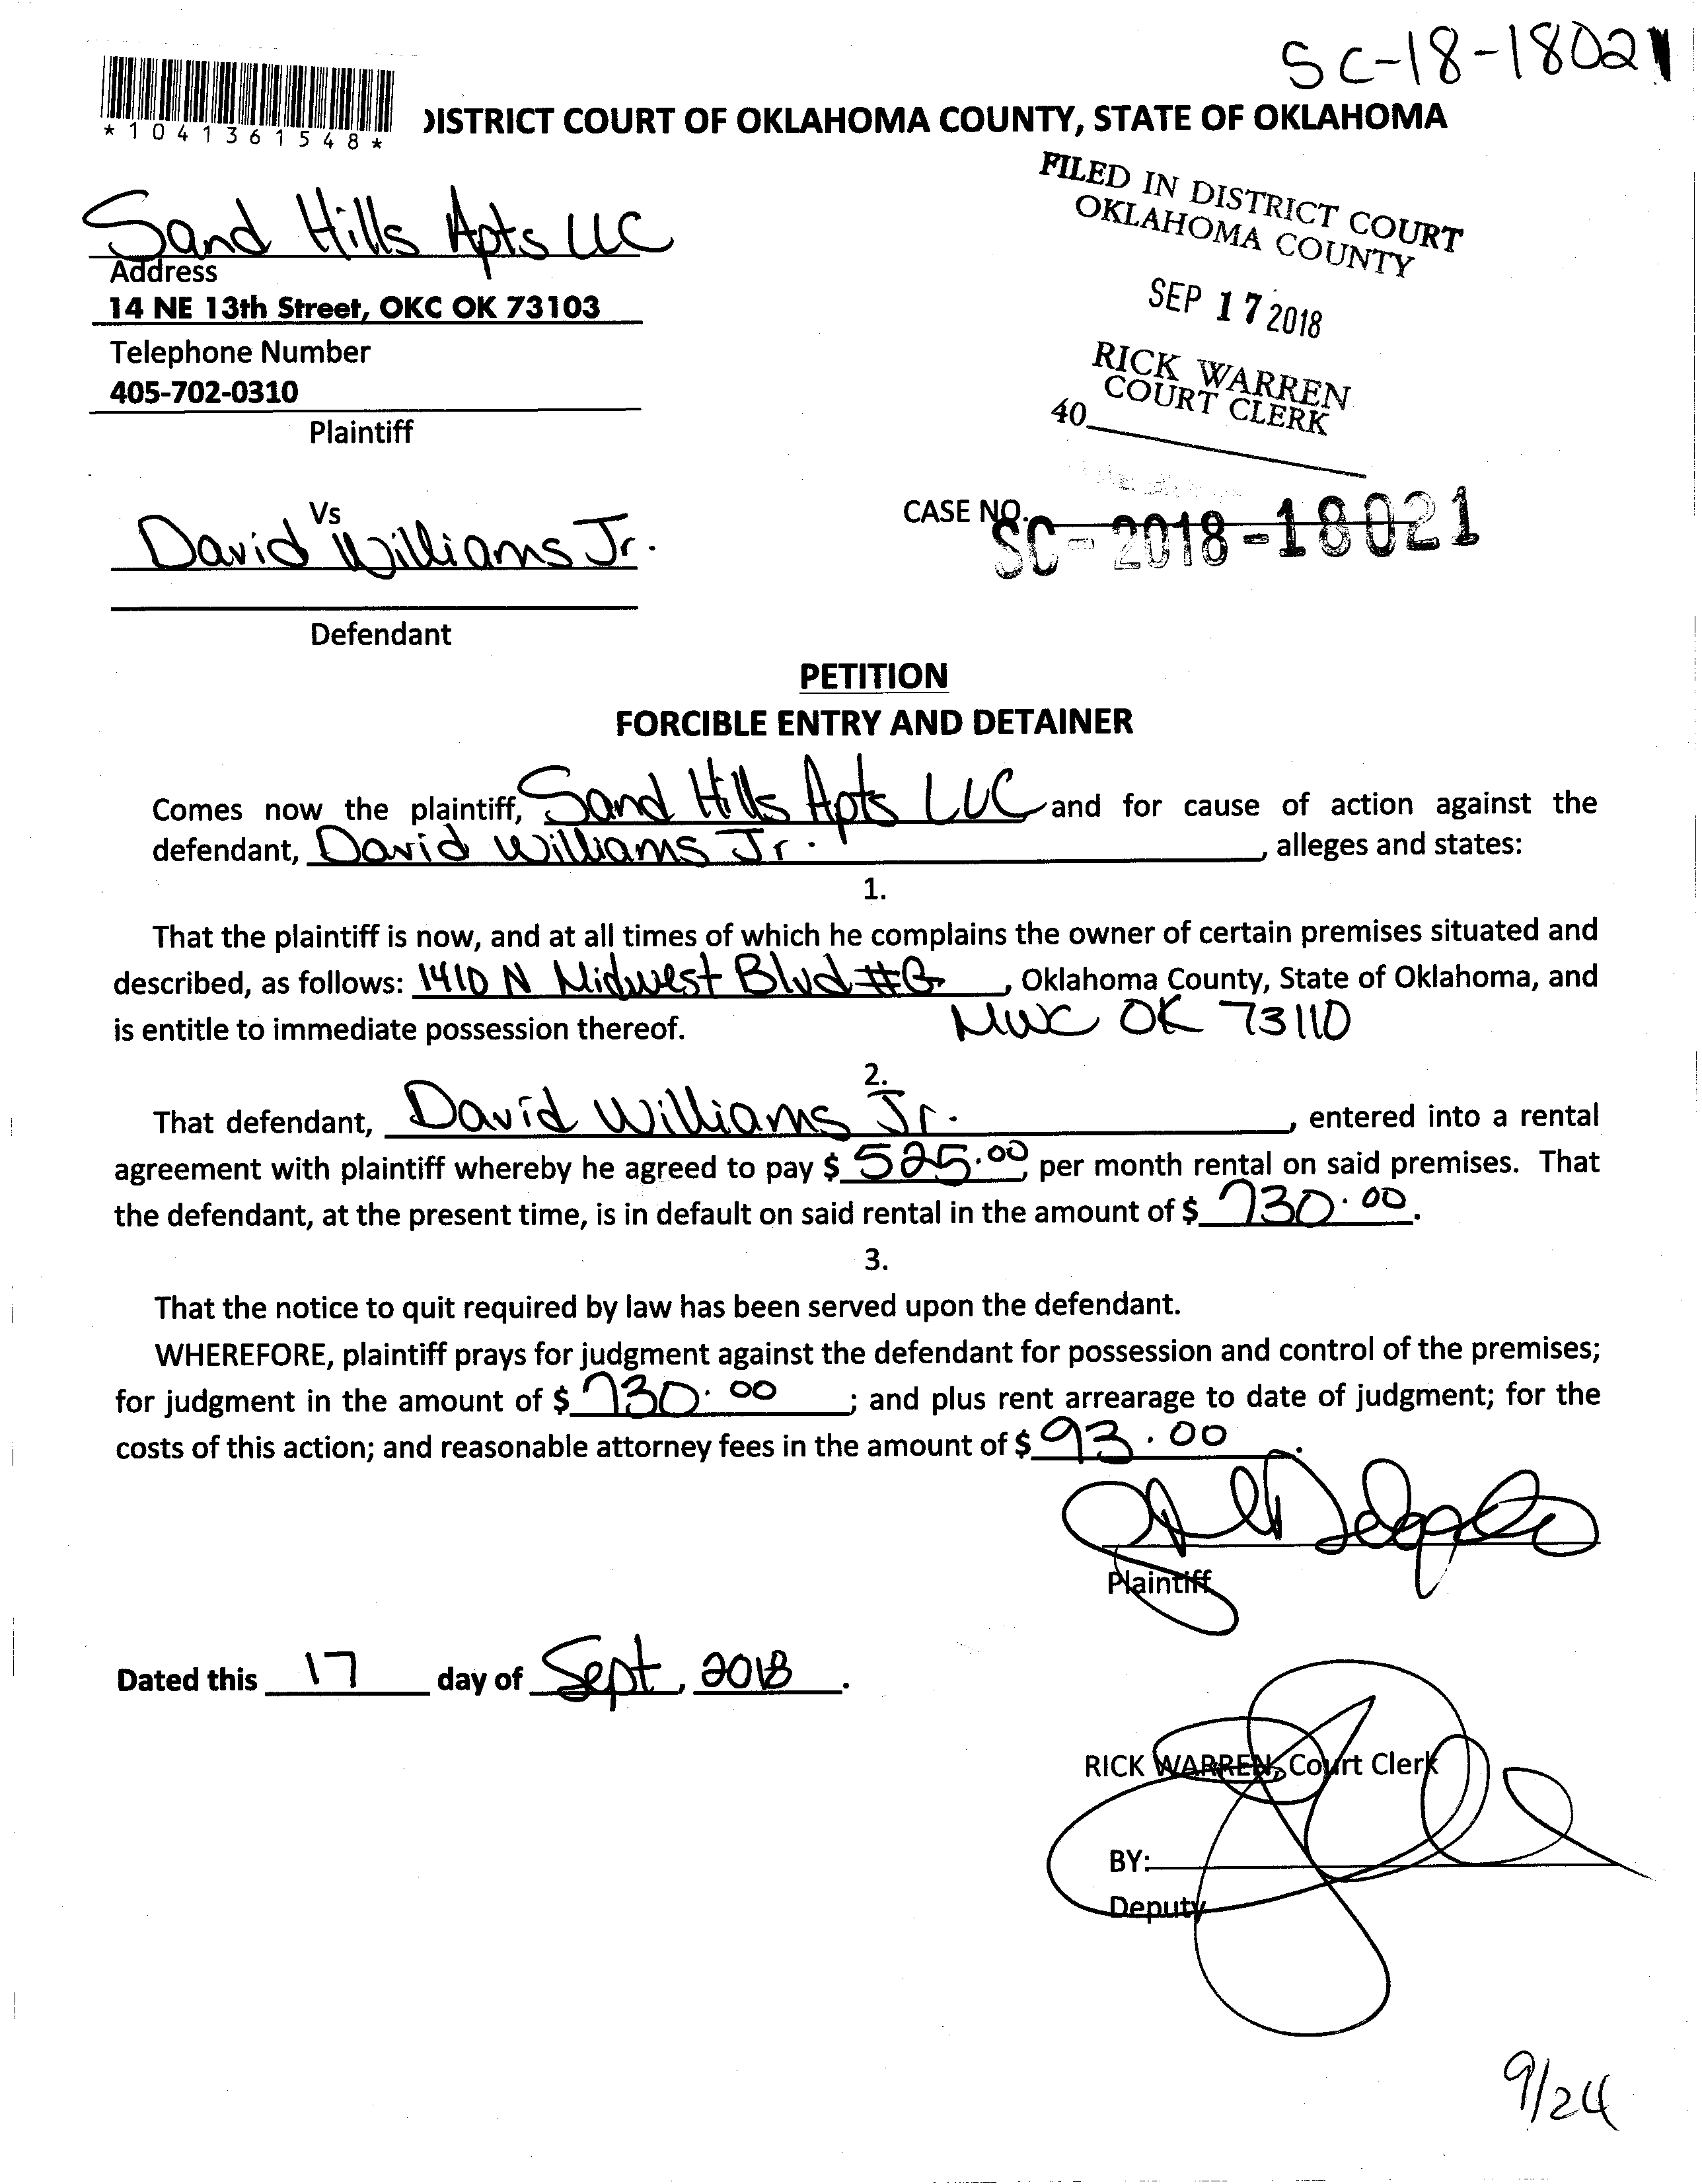 SC-18-18021
*1041361548*
DISTRICT COURT OF OKLAHOMA COUNTY, STATE OF OKLAHOMA
FILED IN DISTRICT COURT
OKLAHOMA COUNTY
SEP 17 2018
RICK WARREN
COURT CLERK
40
Sand Hills Apts LLC
Address
14 NE 13th Street, OKC OK 73103
Telephone Number
405-702-0310
Plaintiff
Vs
David Williams Jr.
Defendant
CASE NO. SC-2018-18021
PETITION
FORCIBLE ENTRY AND DETAINER
Comes now the plaintiff, Sand Hills Apts LLC and for cause of action against the
defendant, David Williams Jr. , alleges and states:
1.
That the plaintiff is now, and at all times of which he complains the owner of certain premises situated and
described, as follows: 1410 N Midwest Blvd #G , Oklahoma County, State of Oklahoma, and
is entitle to immediate possession thereof. MWC OK 73110
2.
That defendant, David Williams Jr. , entered into a rental
agreement with plaintiff whereby he agreed to pay $ 525.00, per month rental on said premises. That
the defendant, at the present time, is in default on said rental in the amount of $ 730.00.
3.
That the notice to quit required by law has been served upon the defendant.
WHEREFORE, plaintiff prays for judgment against the defendant for possession and control of the premises;
for judgment in the amount of $ 730.00 ; and plus rent arrearage to date of judgment; for the
costs of this action; and reasonable attorney fees in the amount of $ 93.00 .
Plaintiff
Dated this 17 day of Sept, 2018 .
RICK WARREN, Court Clerk
BY:
Deputy
9/24